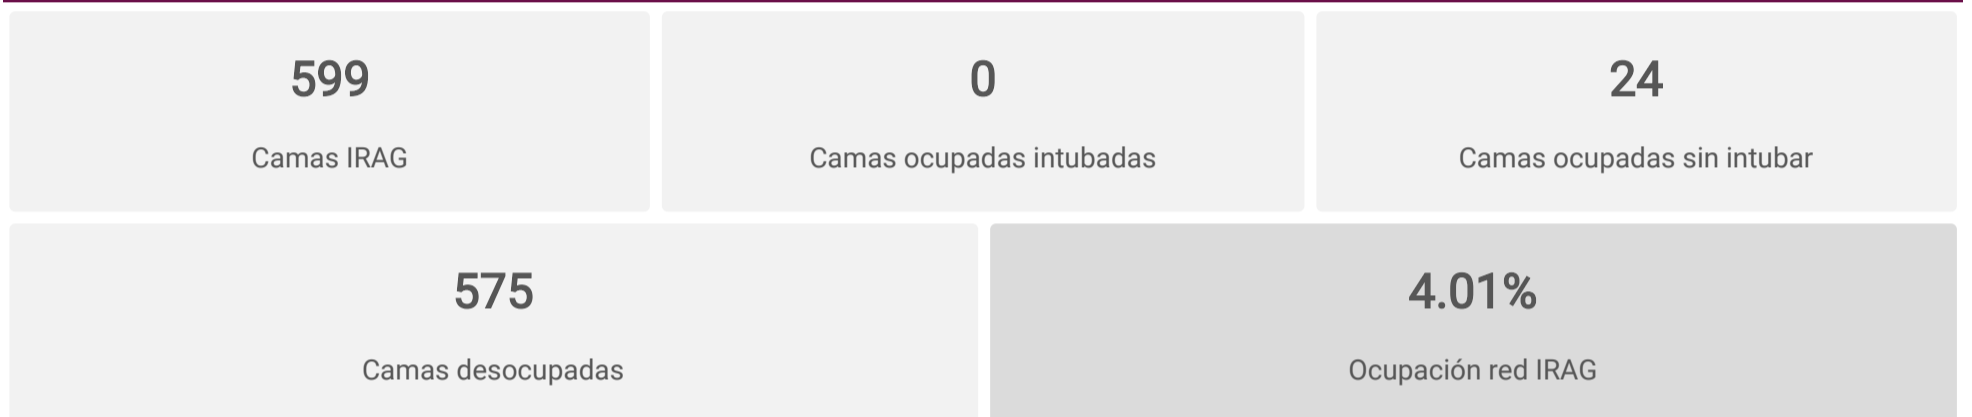 599
Camas IRAG
0
Camas ocupadas intubadas
24
Camas ocupadas sin intubar
575
Camas desocupadas
4.01%
Ocupación red IRAG